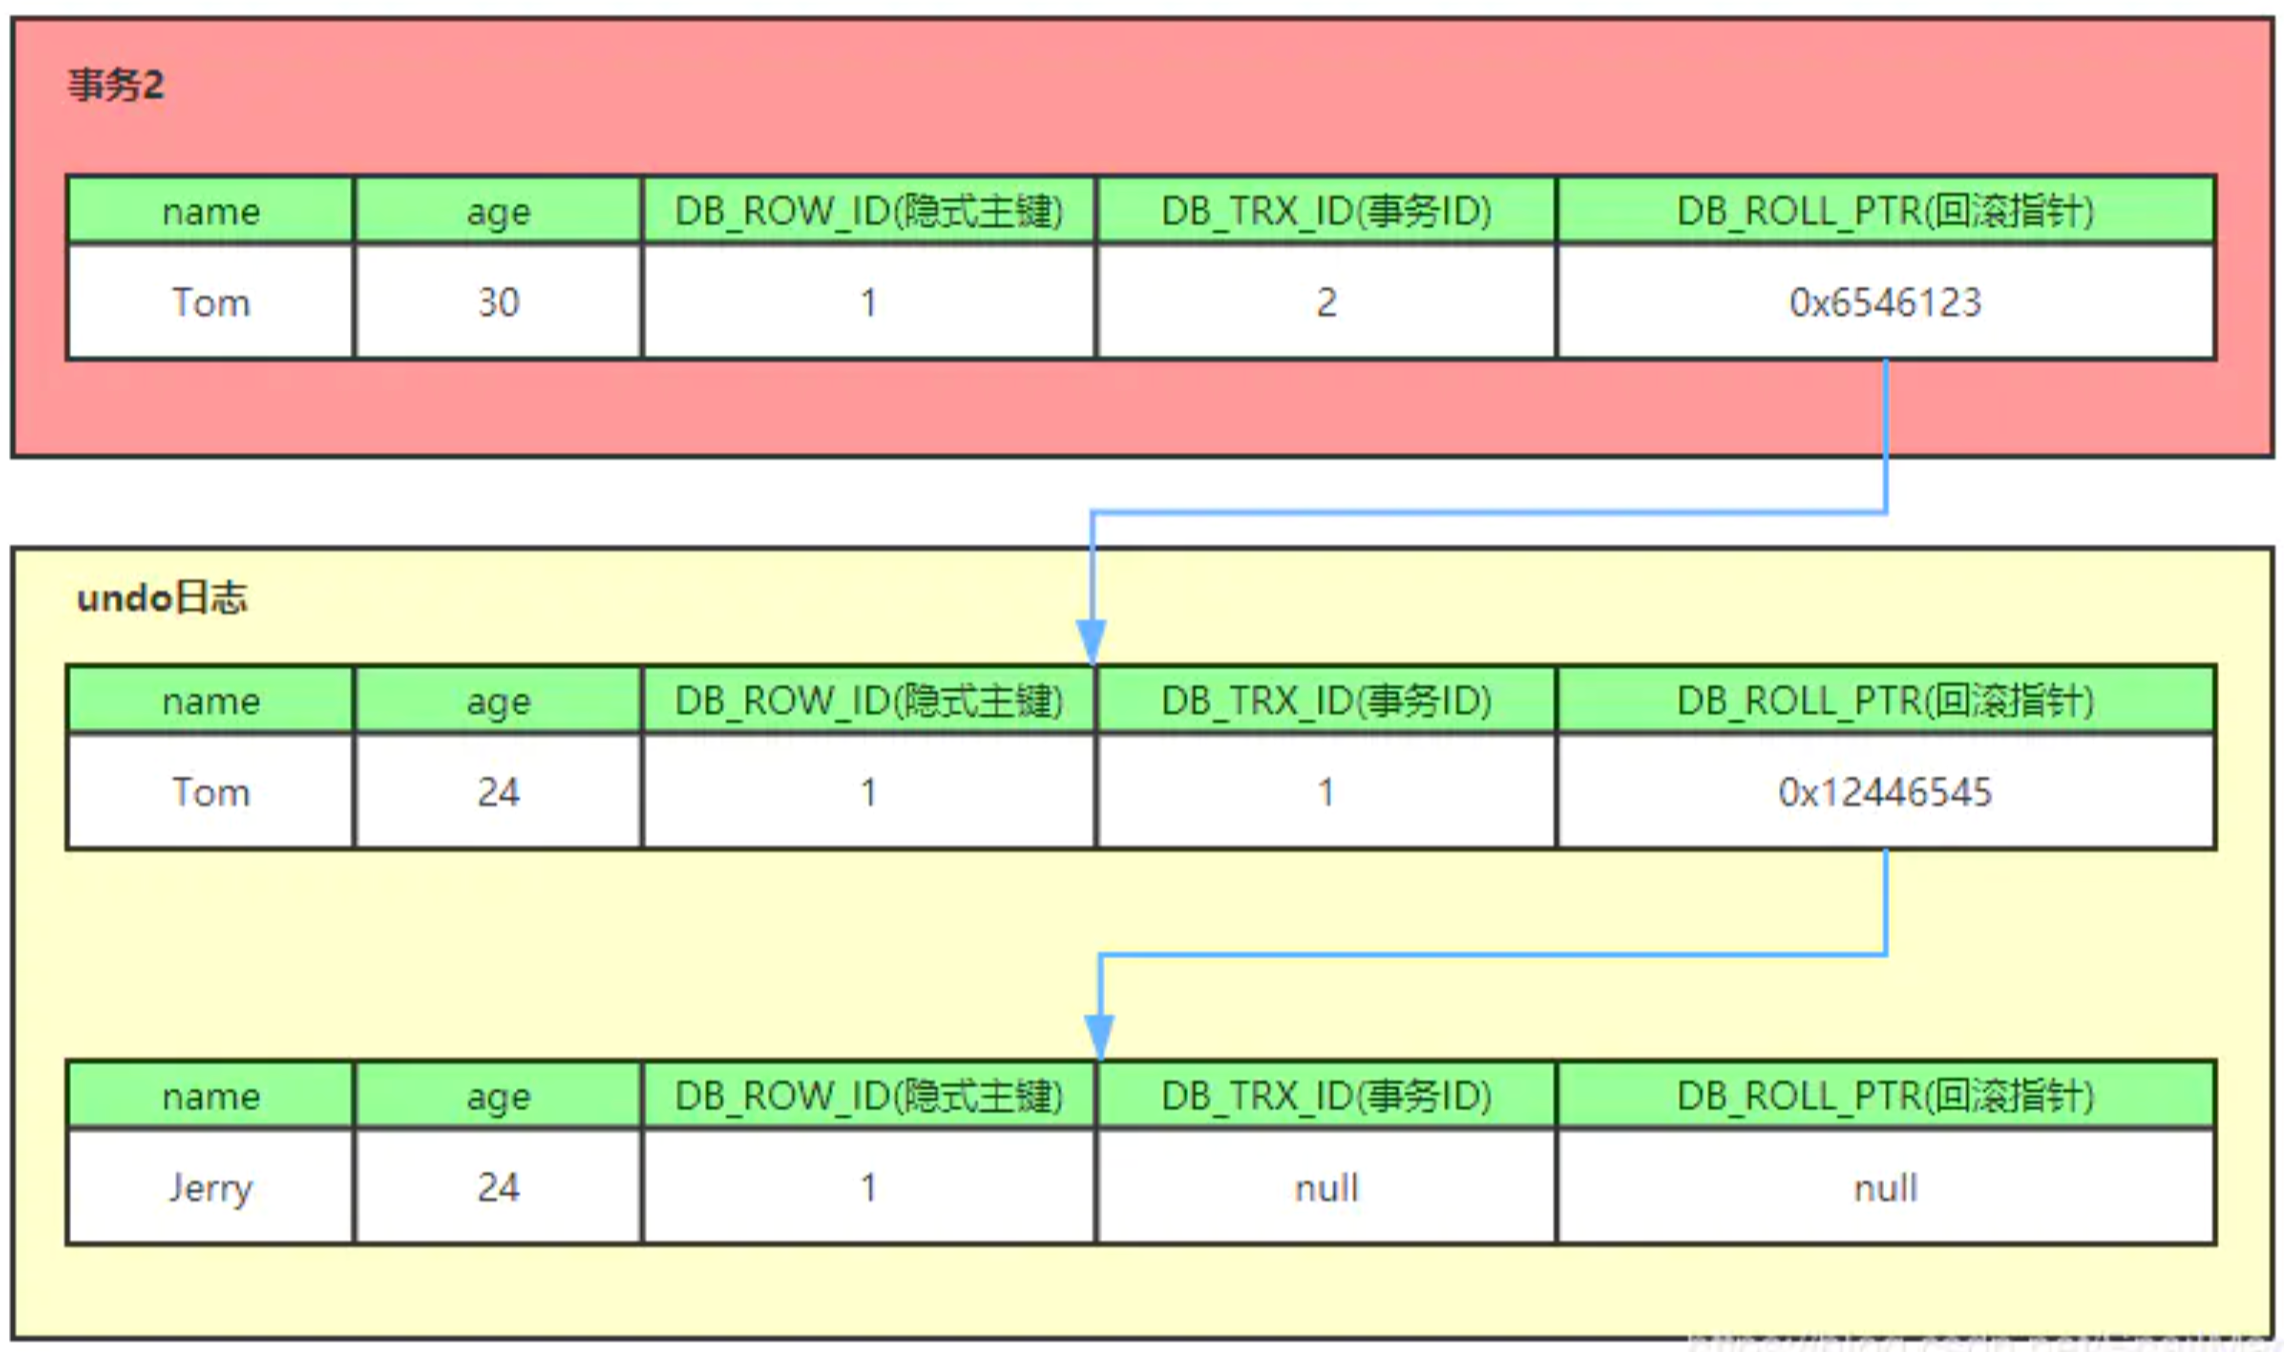 事务2
name age DB_ROW_ID(隐式主键) DB_TRX_ID(事务ID) DB_ROLL_PTR(回滚指针)
Tom 30 1 2 0x6546123
undo日志
name age DB_ROW_ID(隐式主键) DB_TRX_ID(事务ID) DB_ROLL_PTR(回滚指针)
Tom 24 1 1 0x12446545
name age DB_ROW_ID(隐式主键) DB_TRX_ID(事务ID) DB_ROLL_PTR(回滚指针)
Jerry 24 1 null null